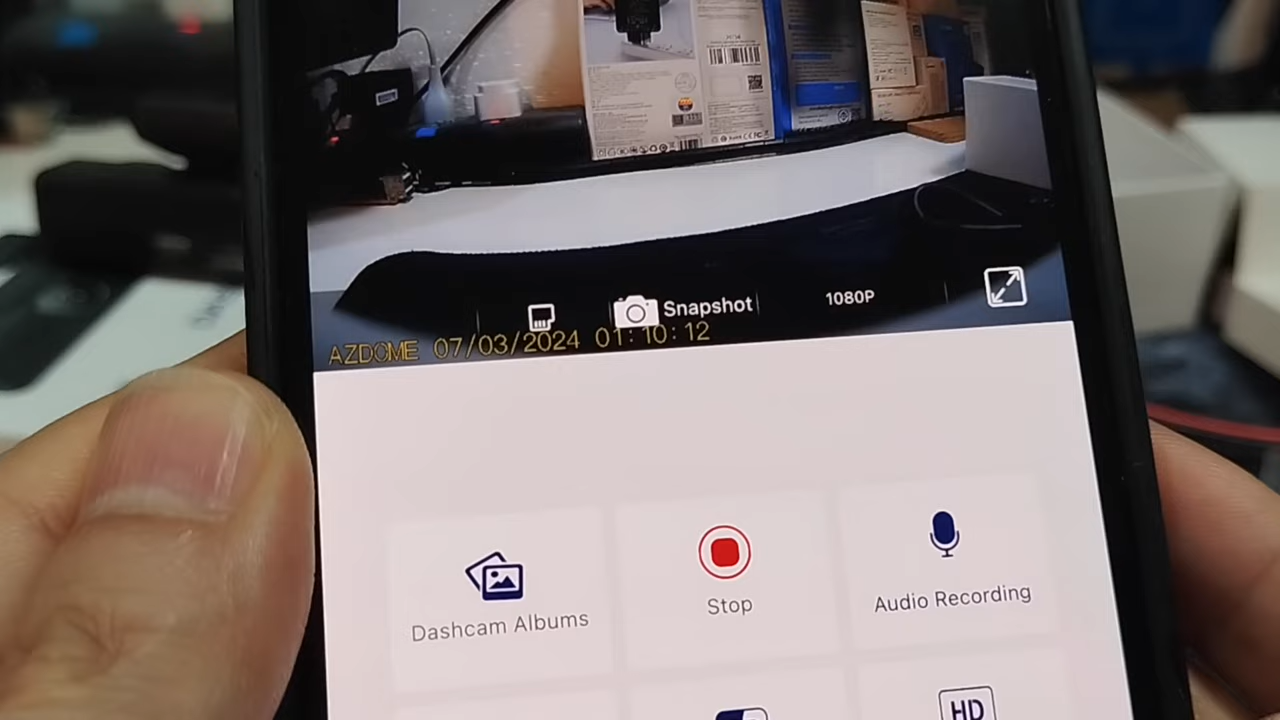 Snapshot
1080P
AZDOME 07/03/2024 01:10:12
Dashcam Albums
Stop
Audio Recording
HD